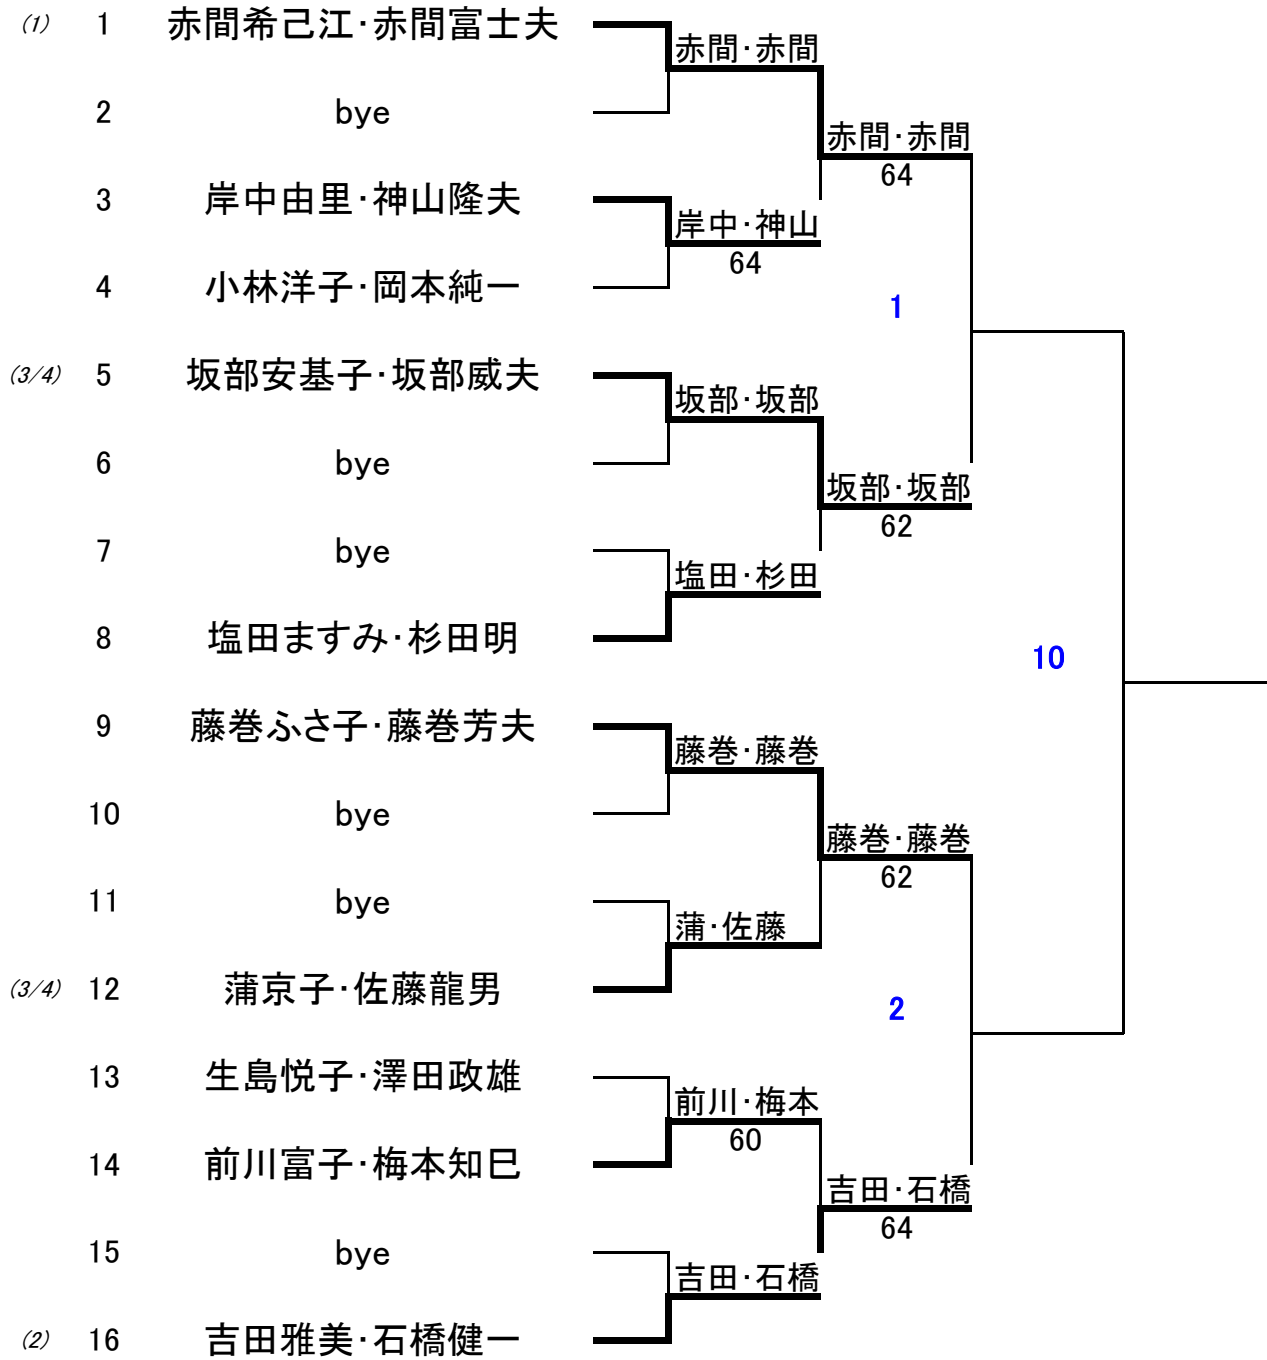 (1) 1 赤間希己江・赤間富士夫
赤間・赤間
2 bye
赤間・赤間
64
3 岸中由里・神山隆夫
岸中・神山
64
4 小林洋子・岡本純一
1
(3/4) 5 坂部安基子・坂部威夫
坂部・坂部
6 bye
坂部・坂部
62
7 bye
塩田・杉田
8 塩田ますみ・杉田明
10
9 藤巻ふさ子・藤巻芳夫
藤巻・藤巻
10 bye
藤巻・藤巻
62
11 bye
蒲・佐藤
(3/4) 12 蒲京子・佐藤龍男
2
13 生島悦子・澤田政雄
前川・梅本
60
14 前川富子・梅本知巳
吉田・石橋
64
15 bye
吉田・石橋
(2) 16 吉田雅美・石橋健一